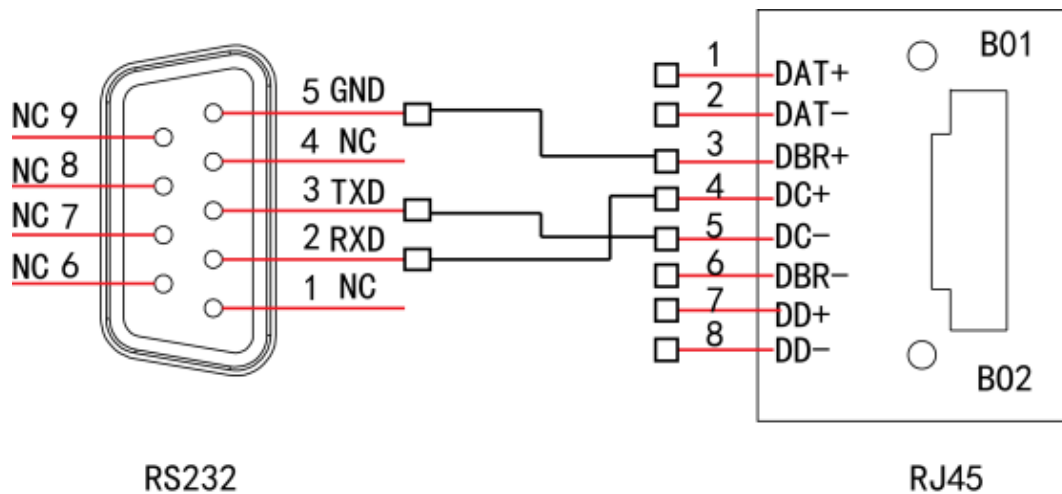 NC 9
NC 8
NC 7
NC 6
5 GND
4 NC
3 TXD
2 RXD
1 NC
RS232
1 DAT+
2 DAT-
3 DBR+
4 DC+
5 DC-
6 DBR-
7 DD+
8 DD-
B01
B02
RJ45